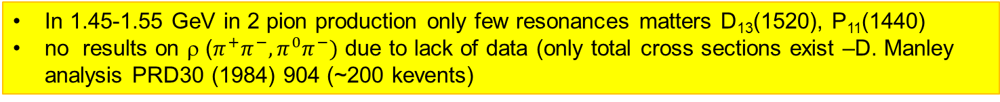 • In 1.45-1.55 GeV in 2 pion production only few resonances matters D₁₃(1520), P₁₁(1440)
• no results on ρ (π⁺π⁻,π⁰π⁻) due to lack of data (only total cross sections exist –D. Manley
analysis PRD30 (1984) 904 (~200 kevents)